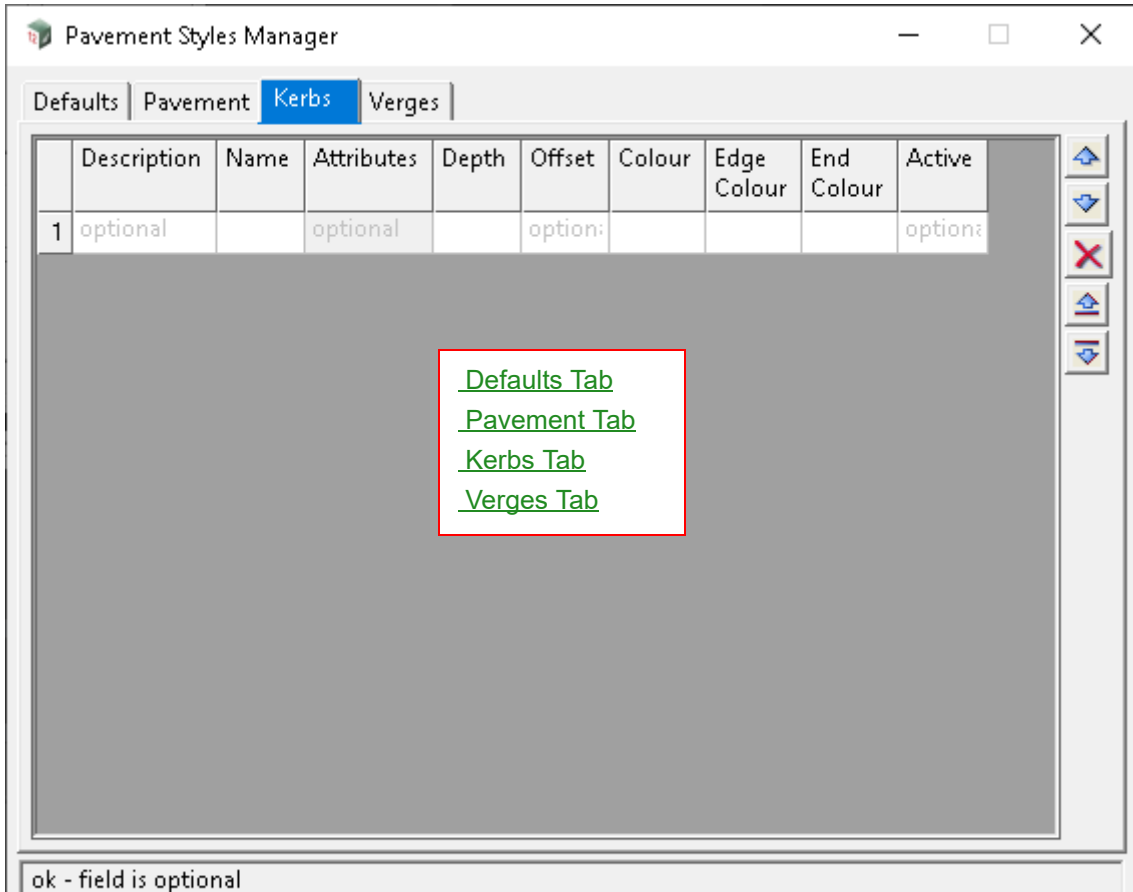 Pavement Styles Manager
Defaults Pavement Kerbs Verges
Description Name Attributes Depth Offset Colour Edge Colour End Colour Active
1 optional optional option optiona
Defaults Tab
Pavement Tab
Kerbs Tab
Verges Tab
ok - field is optional